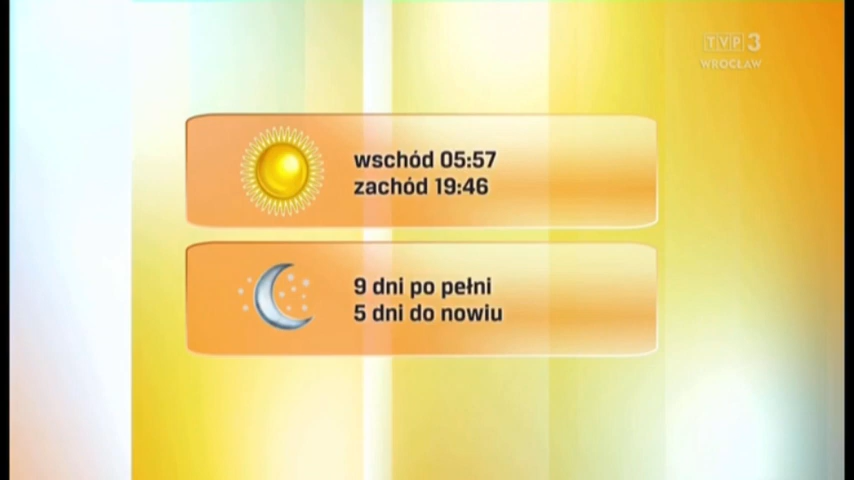 TVP3
WROCŁAW
wschód 05:57
zachód 19:46
9 dni po pełni
5 dni do nowiu